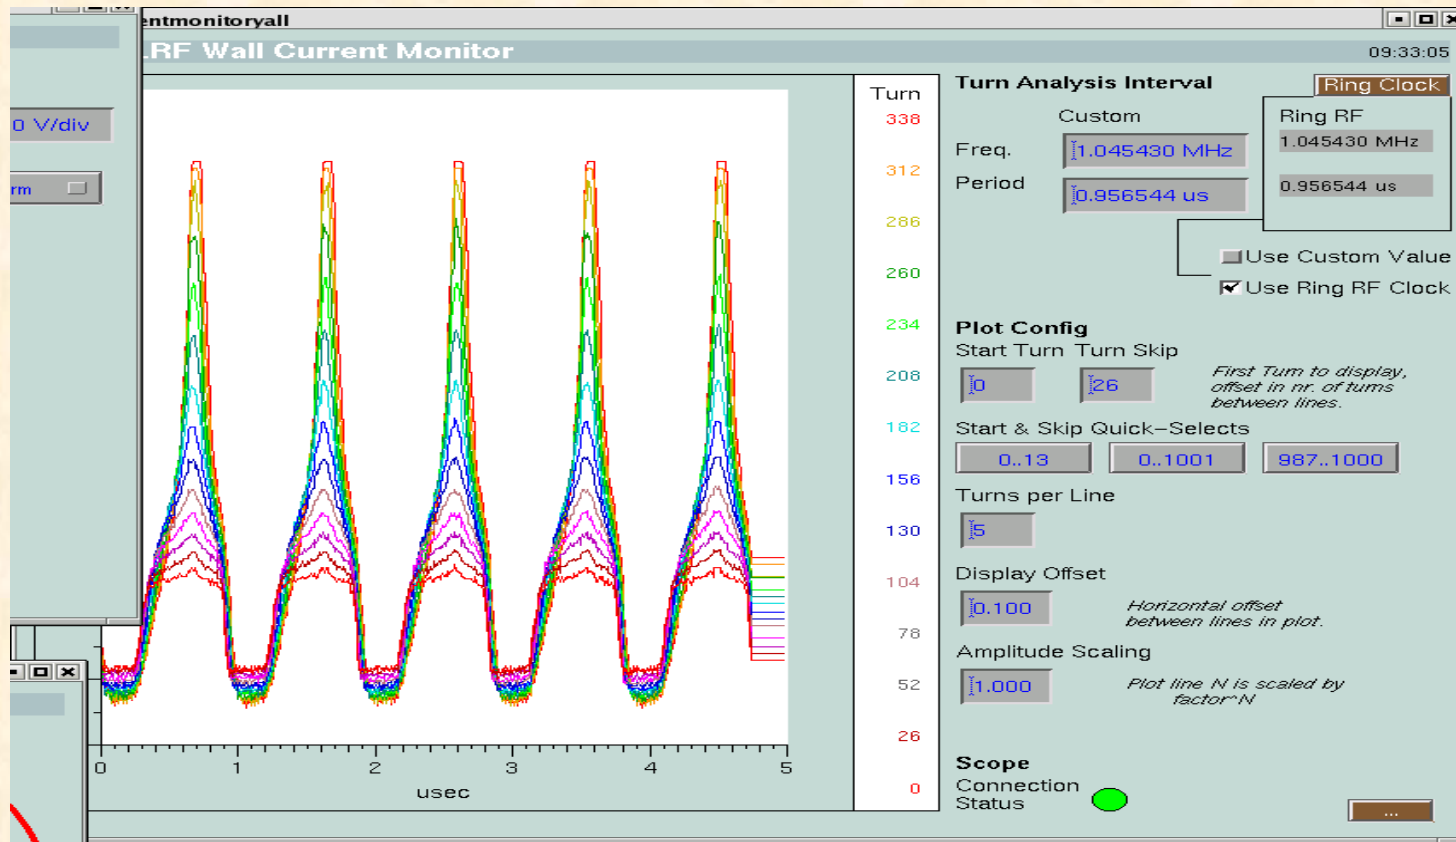 entmonitoryall
LRF Wall Current Monitor
09:33:05
0 V/div
rm
Turn
338
312
286
260
234
208
182
156
130
104
78
52
26
0
0 1 2 3 4 5
usec
Turn Analysis Interval
Ring Clock
Custom
Ring RF
Freq.
1.045430 MHz
1.045430 MHz
Period
0.956544 us
0.956544 us
Use Custom Value
Use Ring RF Clock
Plot Config
Start Turn Turn Skip
0 26
First Turn to display,
offset in nr. of turns
between lines.
Start & Skip Quick-Selects
0..13 0..1001 987..1000
Turns per Line
5
Display Offset
0.100
Horizontal offset
between lines in plot.
Amplitude Scaling
1.000
Plot line N is scaled by
factor^N
Scope
Connection
Status
...